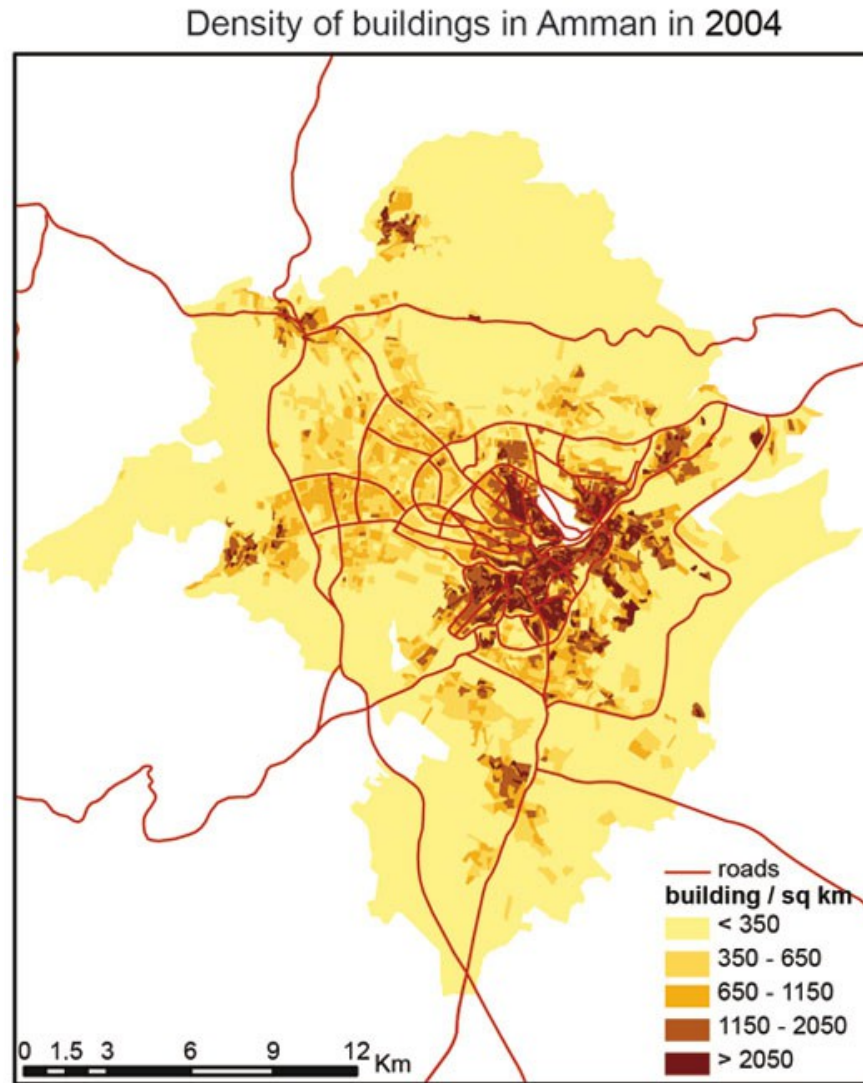 Density of buildings in Amman in 2004
roads
building / sq km
< 350
350 - 650
650 - 1150
1150 - 2050
> 2050
0 1.5 3 6 9 12 Km